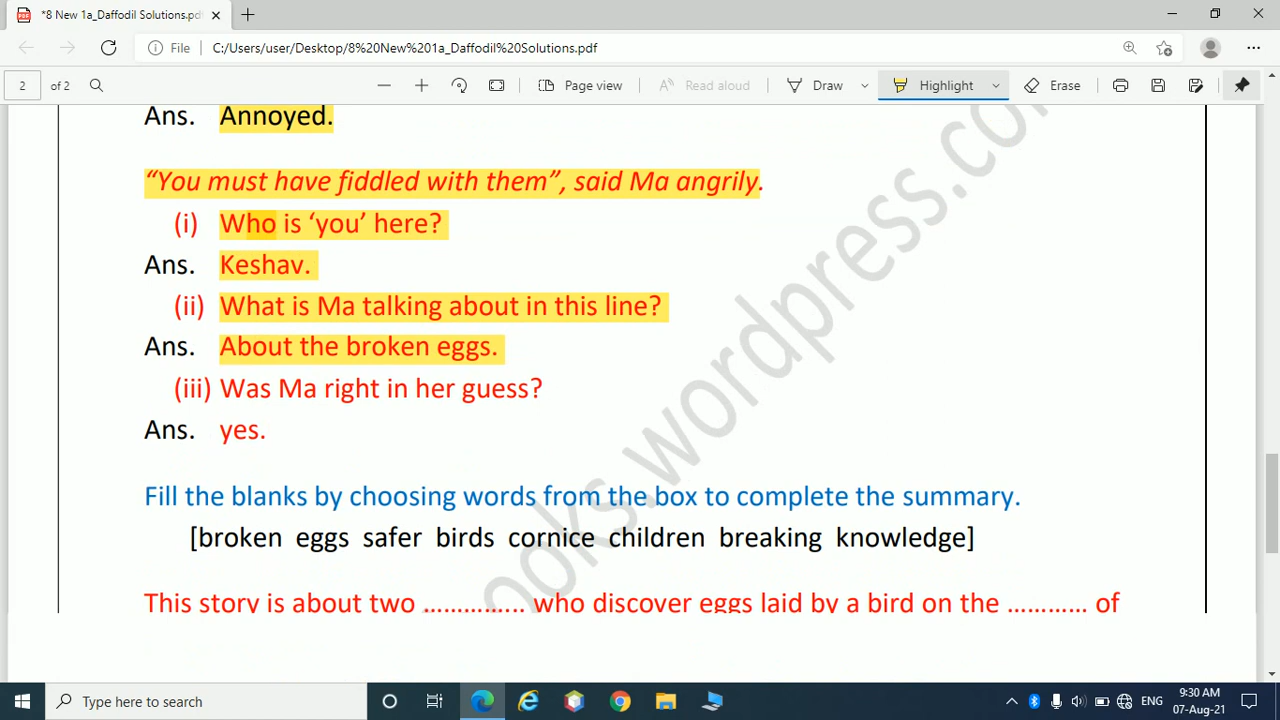 *8 New 1a_Daffodil Solutions.pdf
File C:/Users/user/Desktop/8%20New%201a_Daffodil%20Solutions.pdf
2 of 2 Page view Read aloud Draw Highlight Erase
Ans. Annoyed.
“You must have fiddled with them”, said Ma angrily.
(i) Who is ‘you’ here?
Ans. Keshav.
(ii) What is Ma talking about in this line?
Ans. About the broken eggs.
(iii) Was Ma right in her guess?
Ans. yes.
Fill the blanks by choosing words from the box to complete the summary.
[broken eggs safer birds cornice children breaking knowledge]
This story is about two .............. who discover eggs laid by a bird on the ............ of
ooks.wordpress.com
Type here to search
ENG
9:30 AM
07-Aug-21